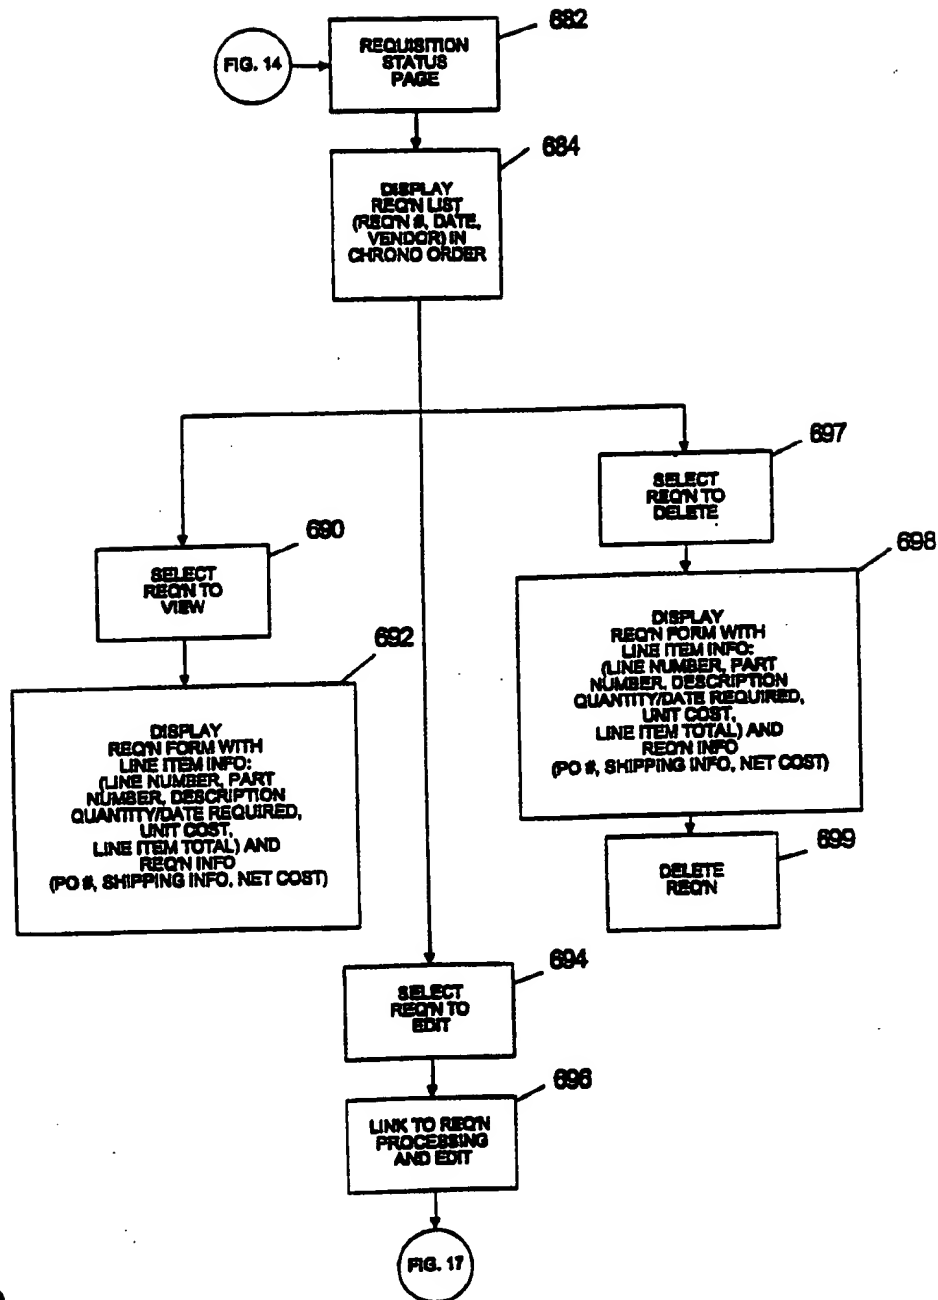 682
FIG. 14
REQUISITION
STATUS
PAGE
684
DISPLAY
REQ'N LIST
(REQ'N #, DATE,
VENDOR) IN
CHRONO ORDER
697
SELECT
REQ'N TO
DELETE
690
SELECT
REQ'N TO
VIEW
698
DISPLAY
REQ'N FORM WITH
LINE ITEM INFO:
(LINE NUMBER, PART
NUMBER, DESCRIPTION
QUANTITY/DATE REQUIRED,
UNIT COST,
LINE ITEM TOTAL) AND
REQ'N INFO
(PO #, SHIPPING INFO, NET COST)
692
DISPLAY
REQ'N FORM WITH
LINE ITEM INFO:
(LINE NUMBER, PART
NUMBER, DESCRIPTION
QUANTITY/DATE REQUIRED,
UNIT COST,
LINE ITEM TOTAL) AND
REQ'N INFO
(PO #, SHIPPING INFO, NET COST)
699
DELETE
REQ'N
694
SELECT
REQ'N TO
EDIT
696
LINK TO REQ'N
PROCESSING
AND EDIT
FIG. 17